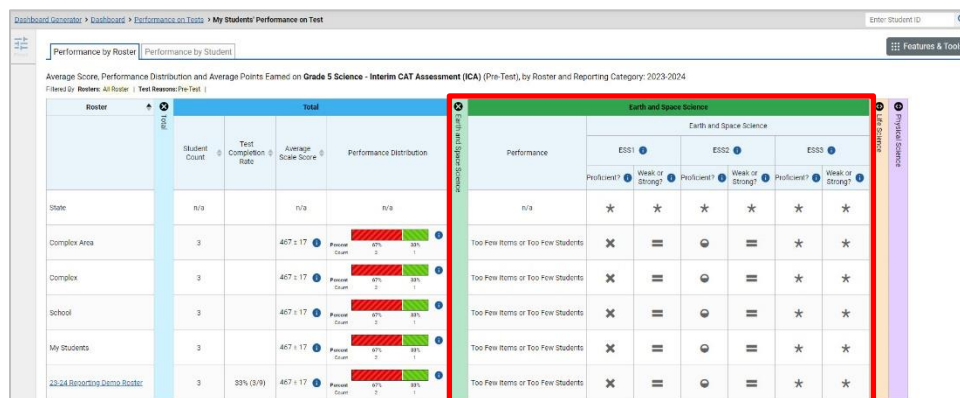 Dashboard Generator > Dashboard > Performance on Tests > My Students' Performance on Test
Enter Student ID
Features & Tools
Performance by Roster
Performance by Student
Average Score, Performance Distribution and Average Points Earned on Grade 5 Science - Interim CAT Assessment (ICA) (Pre-Test), by Roster and Reporting Category: 2023-2024
Filtered By Rosters: All Roster | Test Reasons: Pre-Test |
Roster
Total
Total
Earth and Space Science
Earth and Space Science
Life Science
Physical Science
Student Count
Test Completion Rate
Average Scale Score
Performance Distribution
Performance
Earth and Space Science
ESS1
ESS2
ESS3
Proficient? Weak or Strong? Proficient? Weak or Strong? Proficient? Weak or Strong?
State n/a n/a n/a n/a
Complex Area 3 467 ± 17 Percent 67% 33% Count 2 1 Too Few Items or Too Few Students
Complex 3 467 ± 17 Percent 67% 33% Count 2 1 Too Few Items or Too Few Students
School 3 467 ± 17 Percent 67% 33% Count 2 1 Too Few Items or Too Few Students
My Students 3 467 ± 17 Percent 67% 33% Count 2 1 Too Few Items or Too Few Students
23-24 Reporting Demo Roster 3 33% (3/9) 467 ± 17 Percent 67% 33% Count 2 1 Too Few Items or Too Few Students